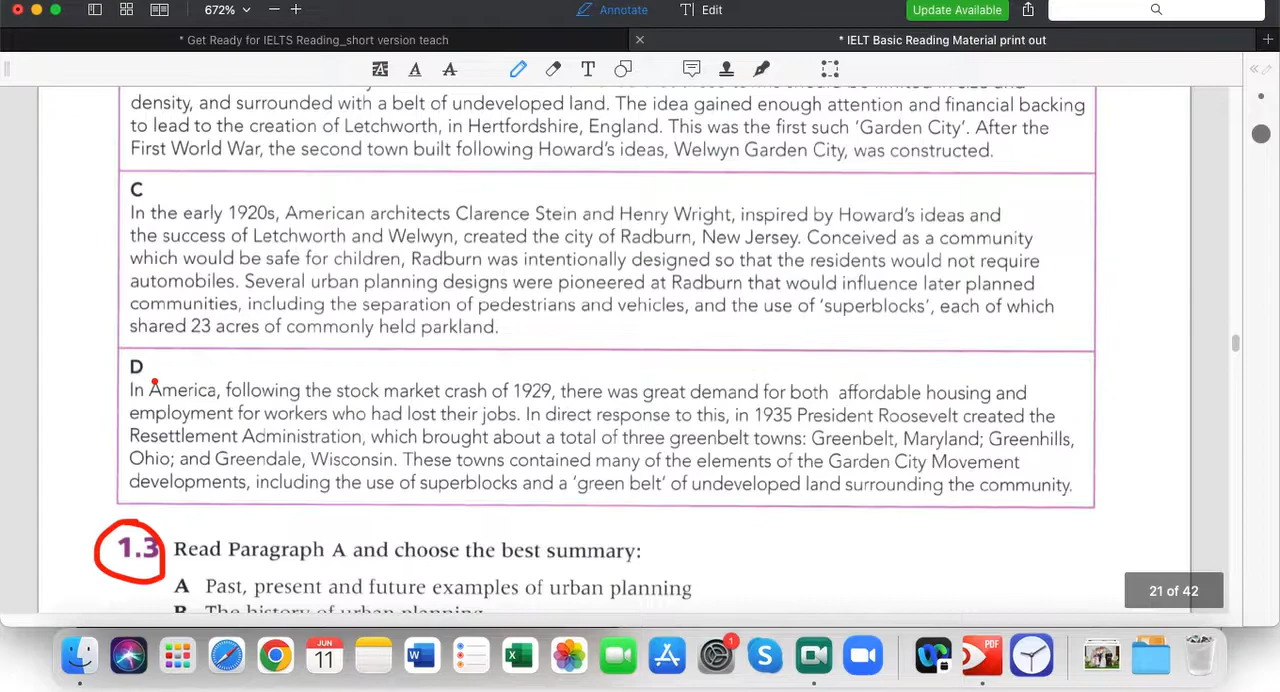 672%
Annotate
Edit
Update Available
* Get Ready for IELTS Reading_short version teach
* IELT Basic Reading Material print out
density, and surrounded with a belt of undeveloped land. The idea gained enough attention and financial backing
to lead to the creation of Letchworth, in Hertfordshire, England. This was the first such ‘Garden City’. After the
First World War, the second town built following Howard’s ideas, Welwyn Garden City, was constructed.
C
In the early 1920s, American architects Clarence Stein and Henry Wright, inspired by Howard’s ideas and
the success of Letchworth and Welwyn, created the city of Radburn, New Jersey. Conceived as a community
which would be safe for children, Radburn was intentionally designed so that the residents would not require
automobiles. Several urban planning designs were pioneered at Radburn that would influence later planned
communities, including the separation of pedestrians and vehicles, and the use of ‘superblocks’, each of which
shared 23 acres of commonly held parkland.
D
In America, following the stock market crash of 1929, there was great demand for both affordable housing and
employment for workers who had lost their jobs. In direct response to this, in 1935 President Roosevelt created the
Resettlement Administration, which brought about a total of three greenbelt towns: Greenbelt, Maryland; Greenhills,
Ohio; and Greendale, Wisconsin. These towns contained many of the elements of the Garden City Movement
developments, including the use of superblocks and a ‘green belt’ of undeveloped land surrounding the community.
1.3 Read Paragraph A and choose the best summary:
A Past, present and future examples of urban planning
B The history of urban planning
21 of 42
JUN
11
1